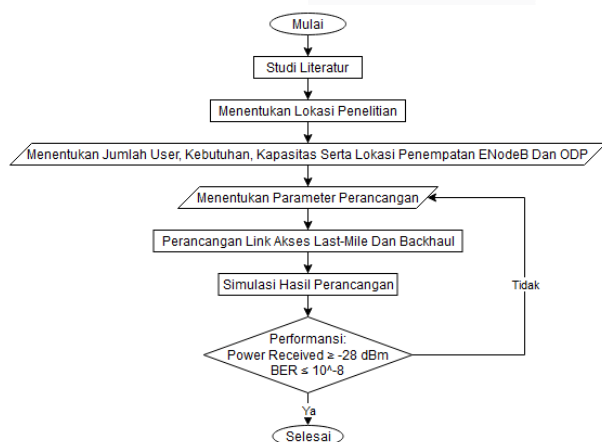 Mulai
Studi Literatur
Menentukan Lokasi Penelitian
Menentukan Jumlah User, Kebutuhan, Kapasitas Serta Lokasi Penempatan ENodeB Dan ODP
Menentukan Parameter Perancangan
Perancangan Link Akses Last-Mile Dan Backhaul
Simulasi Hasil Perancangan
Tidak
Performansi:
Power Received ≥ -28 dBm
BER ≤ 10^-8
Ya
Selesai